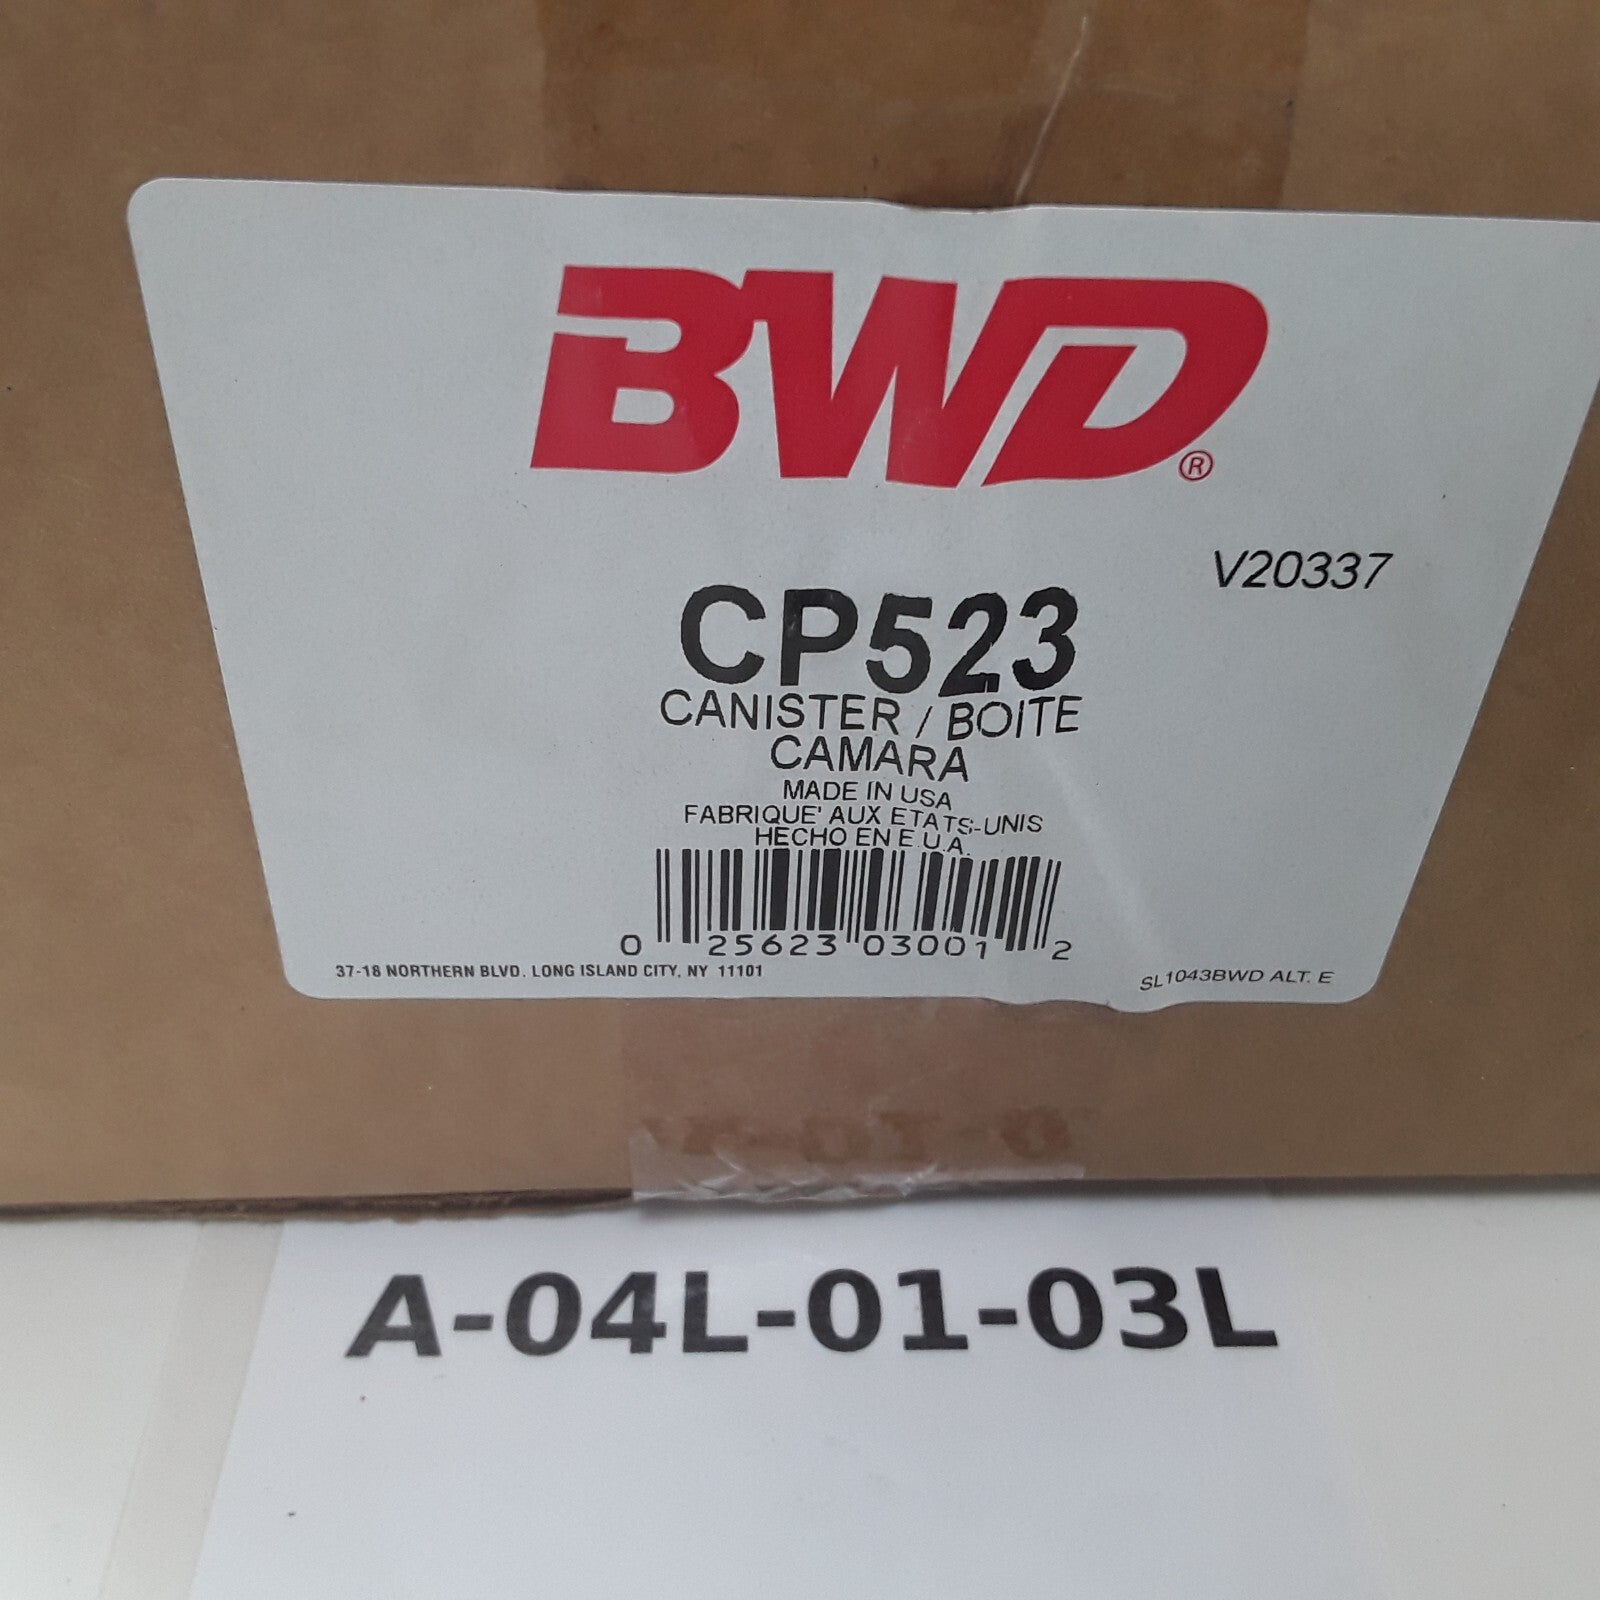 BWD®
V20337
CP523
CANISTER / BOITE
CAMARA
MADE IN USA
FABRIQUE' AUX ETATS-UNIS
HECHO EN E.U.A.
0 25623 03001 2
37-18 NORTHERN BLVD. LONG ISLAND CITY, NY 11101
SL1043BWD ALT. E
A-04L-01-03L